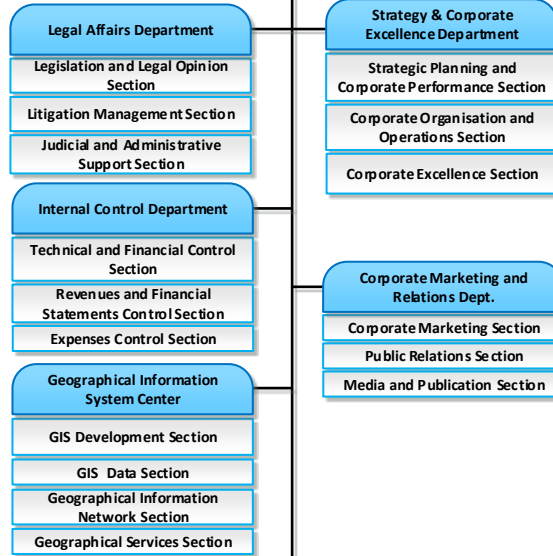 Legal Affairs Department
Legislation and Legal Opinion
Section
Litigation Management Section
Judicial and Administrative
Support Section
Internal Control Department
Technical and Financial Control
Section
Revenues and Financial
Statements Control Section
Expenses Control Section
Geographical Information
System Center
GIS Development Section
GIS Data Section
Geographical Information
Network Section
Geographical Services Section
Strategy & Corporate
Excellence Department
Strategic Planning and
Corporate Performance Section
Corporate Organisation and
Operations Section
Corporate Excellence Section
Corporate Marketing and
Relations Dept.
Corporate Marketing Section
Public Relations Section
Media and Publication Section